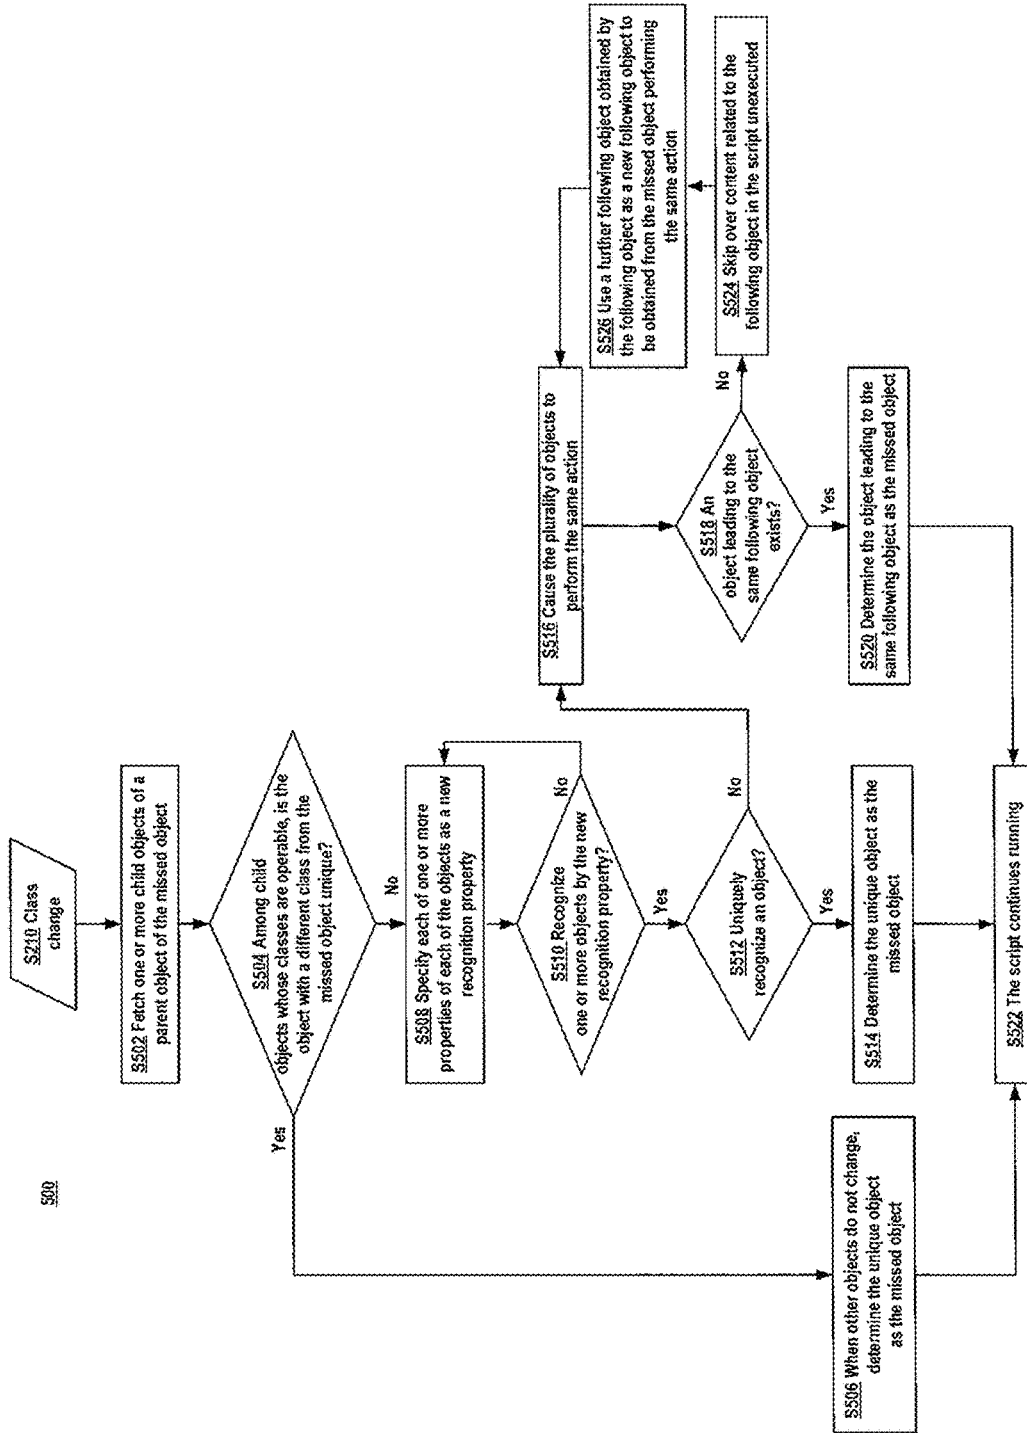 500
S210 Class
change
S502 Fetch one or more child objects of a
parent object of the missed object
S504 Among child
objects whose classes are operable, is the
object with a different class from the
missed object unique?
Yes
No
S506 When other objects do not change,
determine the unique object
as the missed object
S508 Specify each of one or more
properties of each of the objects as a new
recognition property
S510 Recognize
one or more objects by the new
recognition property?
No
Yes
S512 Uniquely
recognize an object?
No
Yes
S514 Determine the unique object as the
missed object
S516 Cause the plurality of objects to
perform the same action
S518 An
object leading to the
same following object
exists?
No
Yes
S520 Determine the object leading to the
same following object as the missed object
S522 The script continues running
S524 Skip over content related to the
following object in the script unexecuted
S526 Use a further following object obtained by
the following object as a new following object to
be obtained from the missed object performing
the same action